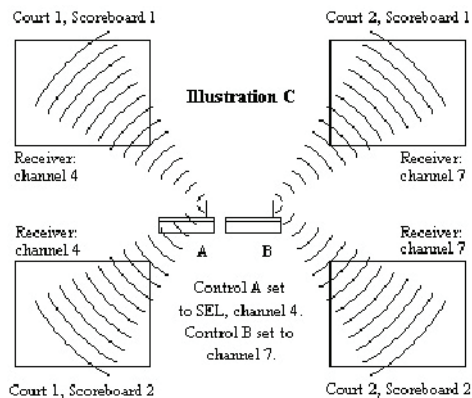 Court 1, Scoreboard 1
Court 2, Scoreboard 1
Illustration C
Receiver:
channel 4
Receiver:
channel 7
Receiver:
channel 4
Receiver:
channel 7
A
B
Control A set
to SEL, channel 4.
Control B set to
channel 7.
Court 1, Scoreboard 2
Court 2, Scoreboard 2